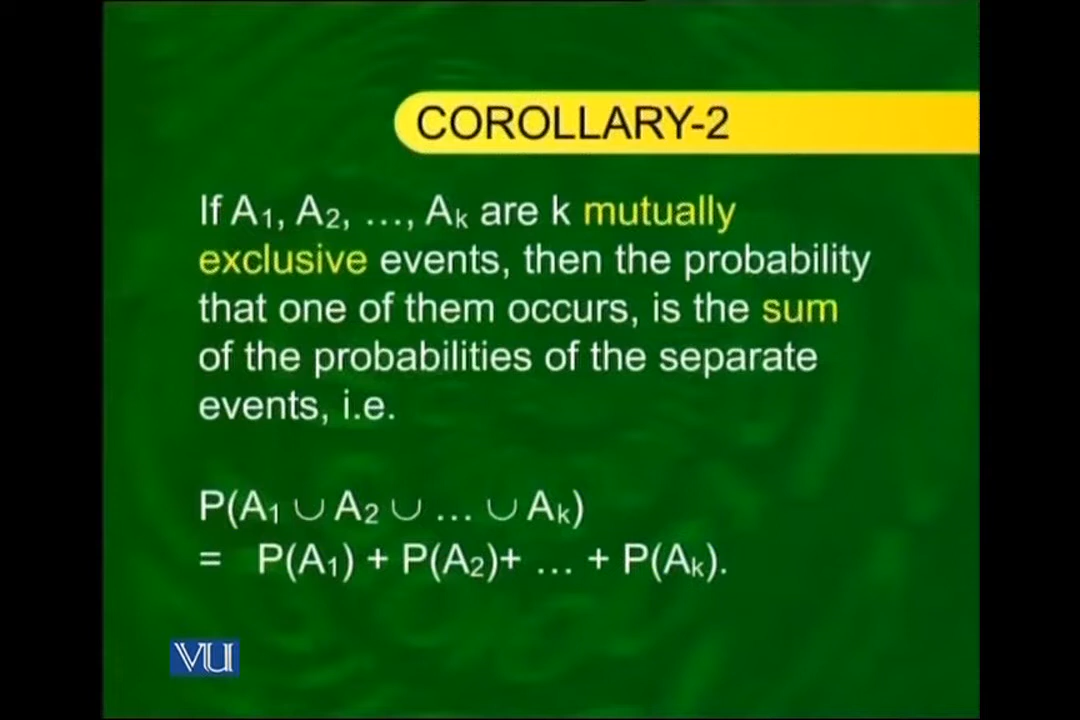 COROLLARY-2
If A₁, A₂, ..., Aₖ are k mutually
exclusive events, then the probability
that one of them occurs, is the sum
of the probabilities of the separate
events, i.e.
P(A₁ ∪ A₂ ∪ ... ∪ Aₖ)
= P(A₁) + P(A₂)+ ... + P(Aₖ).
VU